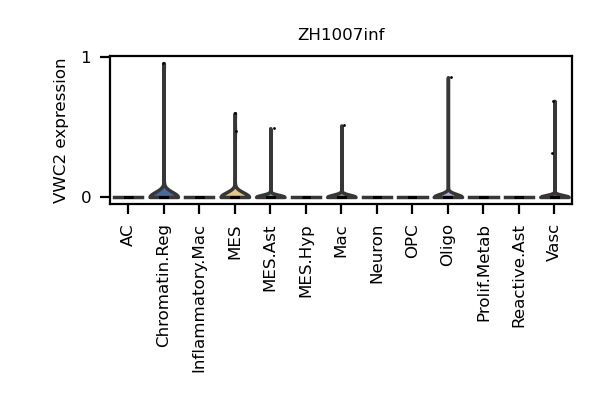 ZH1007inf
VWC2 expression
1
0
AC
Chromatin.Reg
Inflammatory.Mac
MES
MES.Ast
MES.Hyp
Mac
Neuron
OPC
Oligo
Prolif.Metab
Reactive.Ast
Vasc